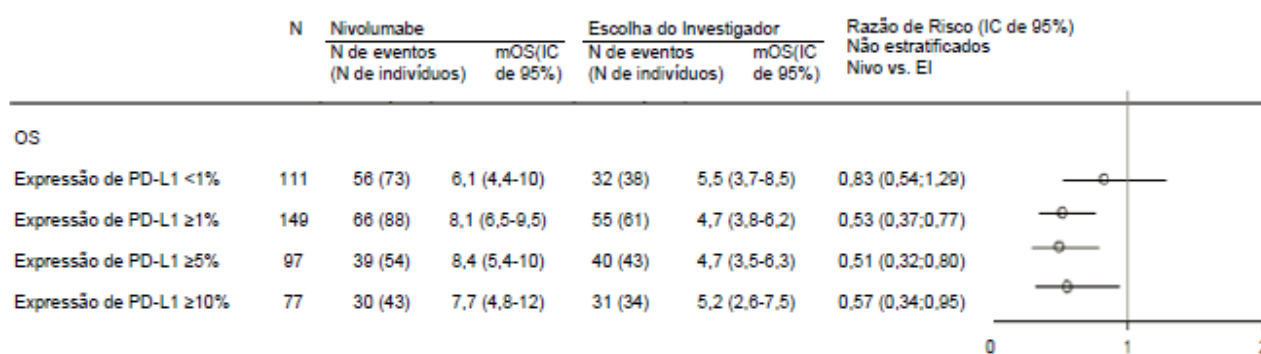 N Nivolumabe Escolha do Investigador Razão de Risco (IC de 95%)
N de eventos mOS(IC N de eventos mOS(IC Não estratificados
(N de indivíduos) de 95%) (N de indivíduos) de 95%) Nivo vs. EI
OS
Expressão de PD-L1 <1% 111 56 (73) 6,1 (4,4-10) 32 (38) 5,5 (3,7-8,5) 0,83 (0,54;1,29)
Expressão de PD-L1 ≥1% 149 66 (88) 8,1 (6,5-9,5) 55 (61) 4,7 (3,8-6,2) 0,53 (0,37;0,77)
Expressão de PD-L1 ≥5% 97 39 (54) 8,4 (5,4-10) 40 (43) 4,7 (3,5-6,3) 0,51 (0,32;0,80)
Expressão de PD-L1 ≥10% 77 30 (43) 7,7 (4,8-12) 31 (34) 5,2 (2,6-7,5) 0,57 (0,34;0,95)
0 1 2